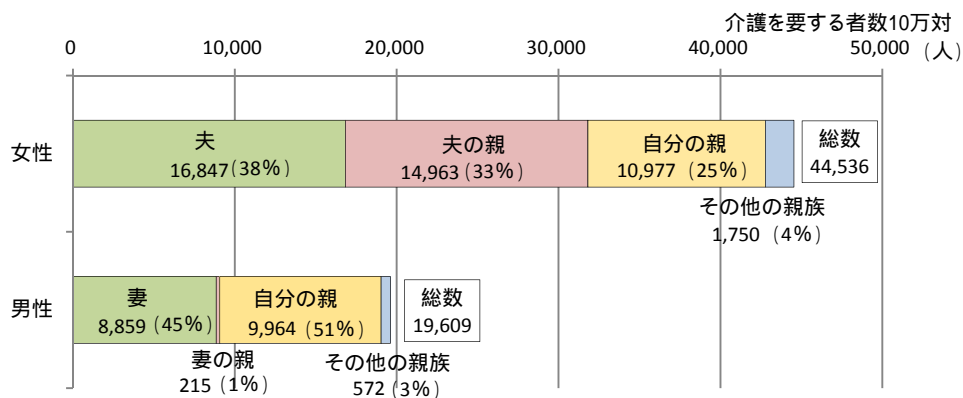 介護を要する者数10万対
0 10,000 20,000 30,000 40,000 50,000 (人)
女性
夫
16,847(38%)
夫の親
14,963(33%)
自分の親
10,977(25%)
総数
44,536
その他の親族
1,750 (4%)
男性
妻
8,859(45%)
自分の親
9,964(51%)
総数
19,609
妻の親
215(1%)
その他の親族
572(3%)